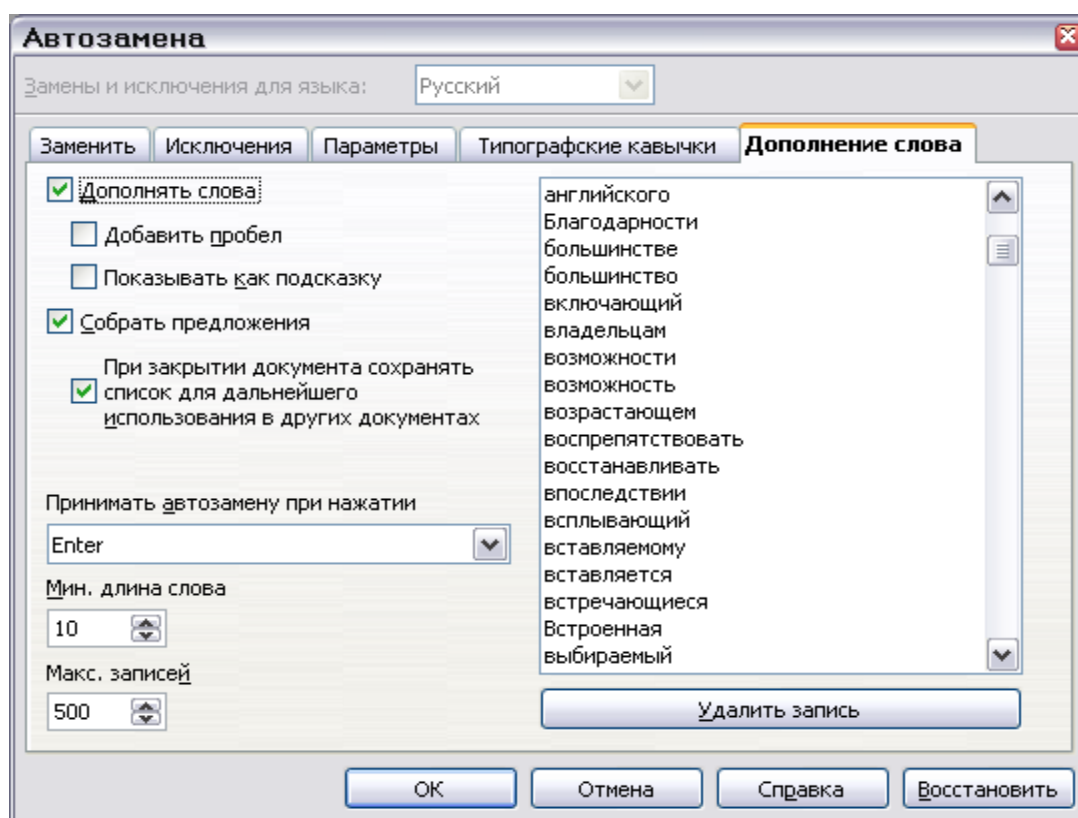 Автозамена
Замены и исключения для языка: Русский
Заменить Исключения Параметры Типографские кавычки Дополнение слова
Дополнять слова
Добавить пробел
Показывать как подсказку
Собрать предложения
При закрытии документа сохранять
список для дальнейшего
использования в других документах
Принимать автозамену при нажатии
Enter
Мин. длина слова
10
Макс. записей
500
английского
Благодарности
большинстве
большинство
включающий
владельцам
возможности
возможность
возрастающем
воспрепятствовать
восстанавливать
впоследствии
всплывающий
вставляемому
вставляется
встречающиеся
Встроенная
выбираемый
Удалить запись
ОК Отмена Справка Восстановить